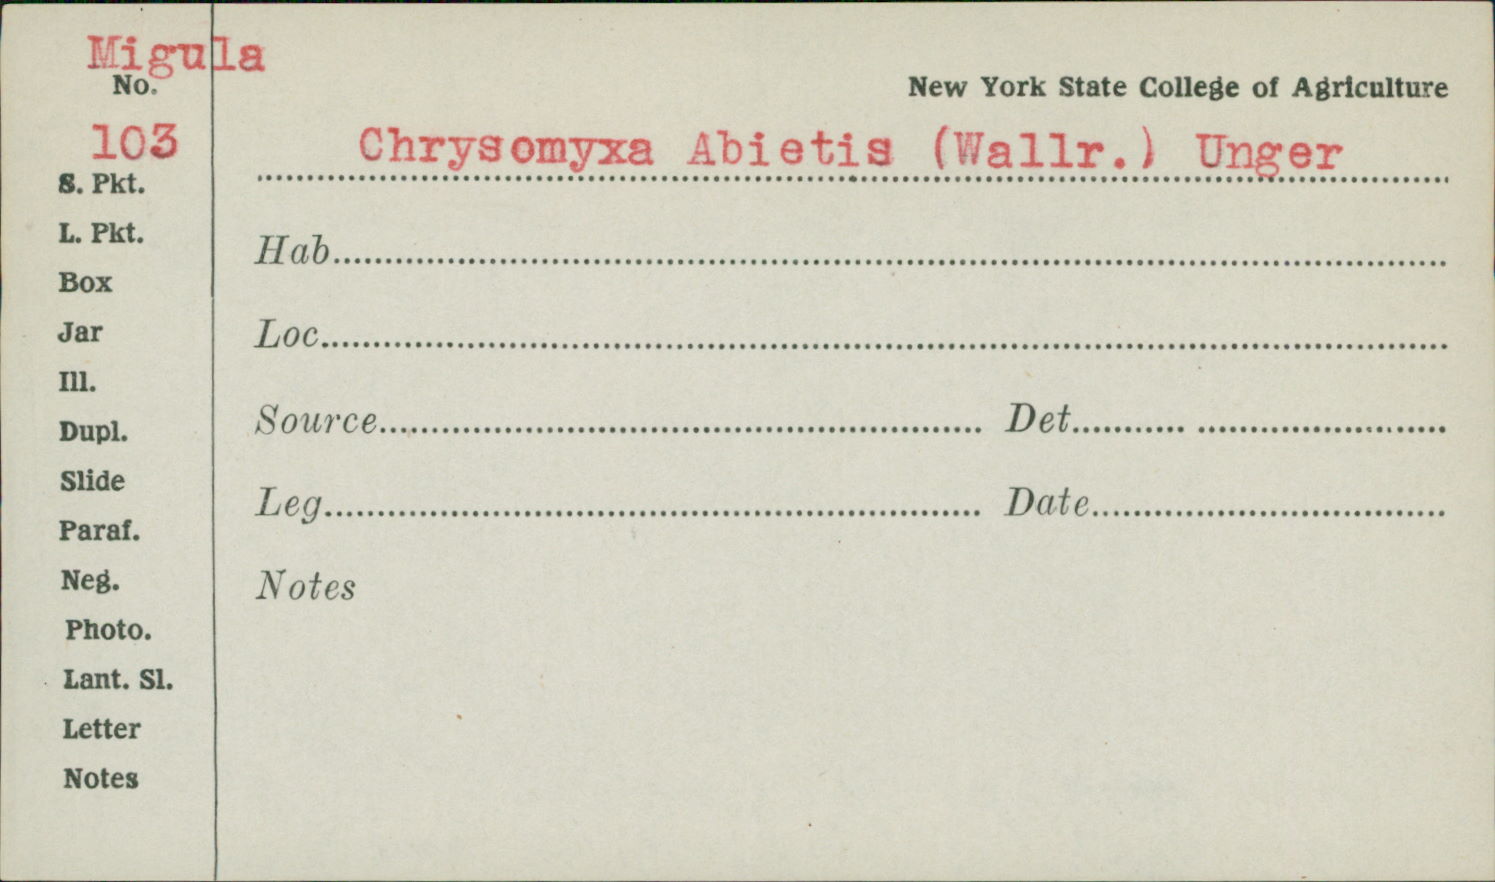 Migula
No.
New York State College of Agriculture
103
Chrysomyxa Abietis (Wallr.) Unger
S. Pkt.
L. Pkt.
Hab.
Box
Jar
Loc.
Ill.
Dupl.
Source
Det.
Slide
Leg.
Date
Paraf.
Neg.
Notes
Photo.
Lant. Sl.
Letter
Notes